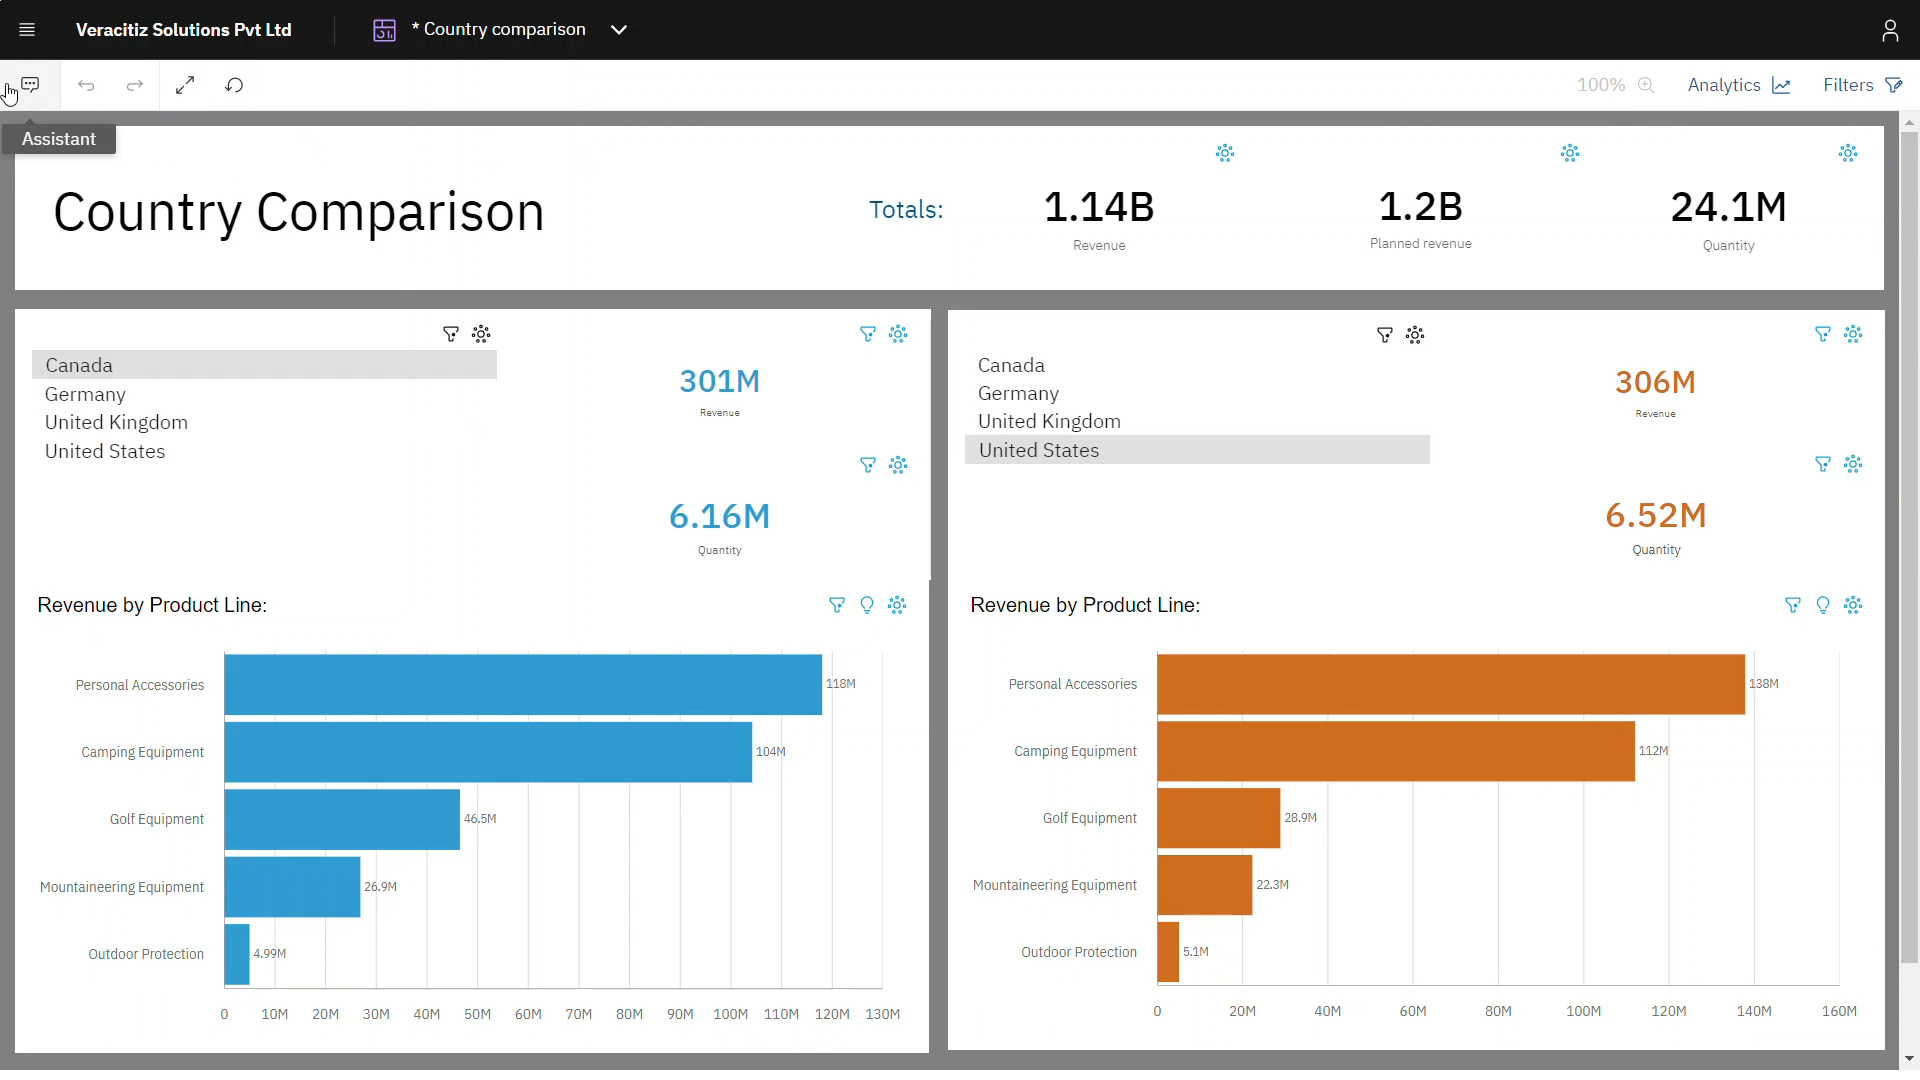 Veracitiz Solutions Pvt Ltd
* Country comparison
100%
Analytics
Filters
Assistant
Country Comparison
Totals:
1.14B
Revenue
1.2B
Planned revenue
24.1M
Quantity
Canada
Germany
United Kingdom
United States
301M
Revenue
6.16M
Quantity
Revenue by Product Line:
Personal Accessories
118M
Camping Equipment
104M
Golf Equipment
46.5M
Mountaineering Equipment
26.9M
Outdoor Protection
4.99M
0 10M 20M 30M 40M 50M 60M 70M 80M 90M 100M 110M 120M 130M
Canada
Germany
United Kingdom
United States
306M
Revenue
6.52M
Quantity
Revenue by Product Line:
Personal Accessories
138M
Camping Equipment
112M
Golf Equipment
28.9M
Mountaineering Equipment
22.3M
Outdoor Protection
5.1M
0 20M 40M 60M 80M 100M 120M 140M 160M